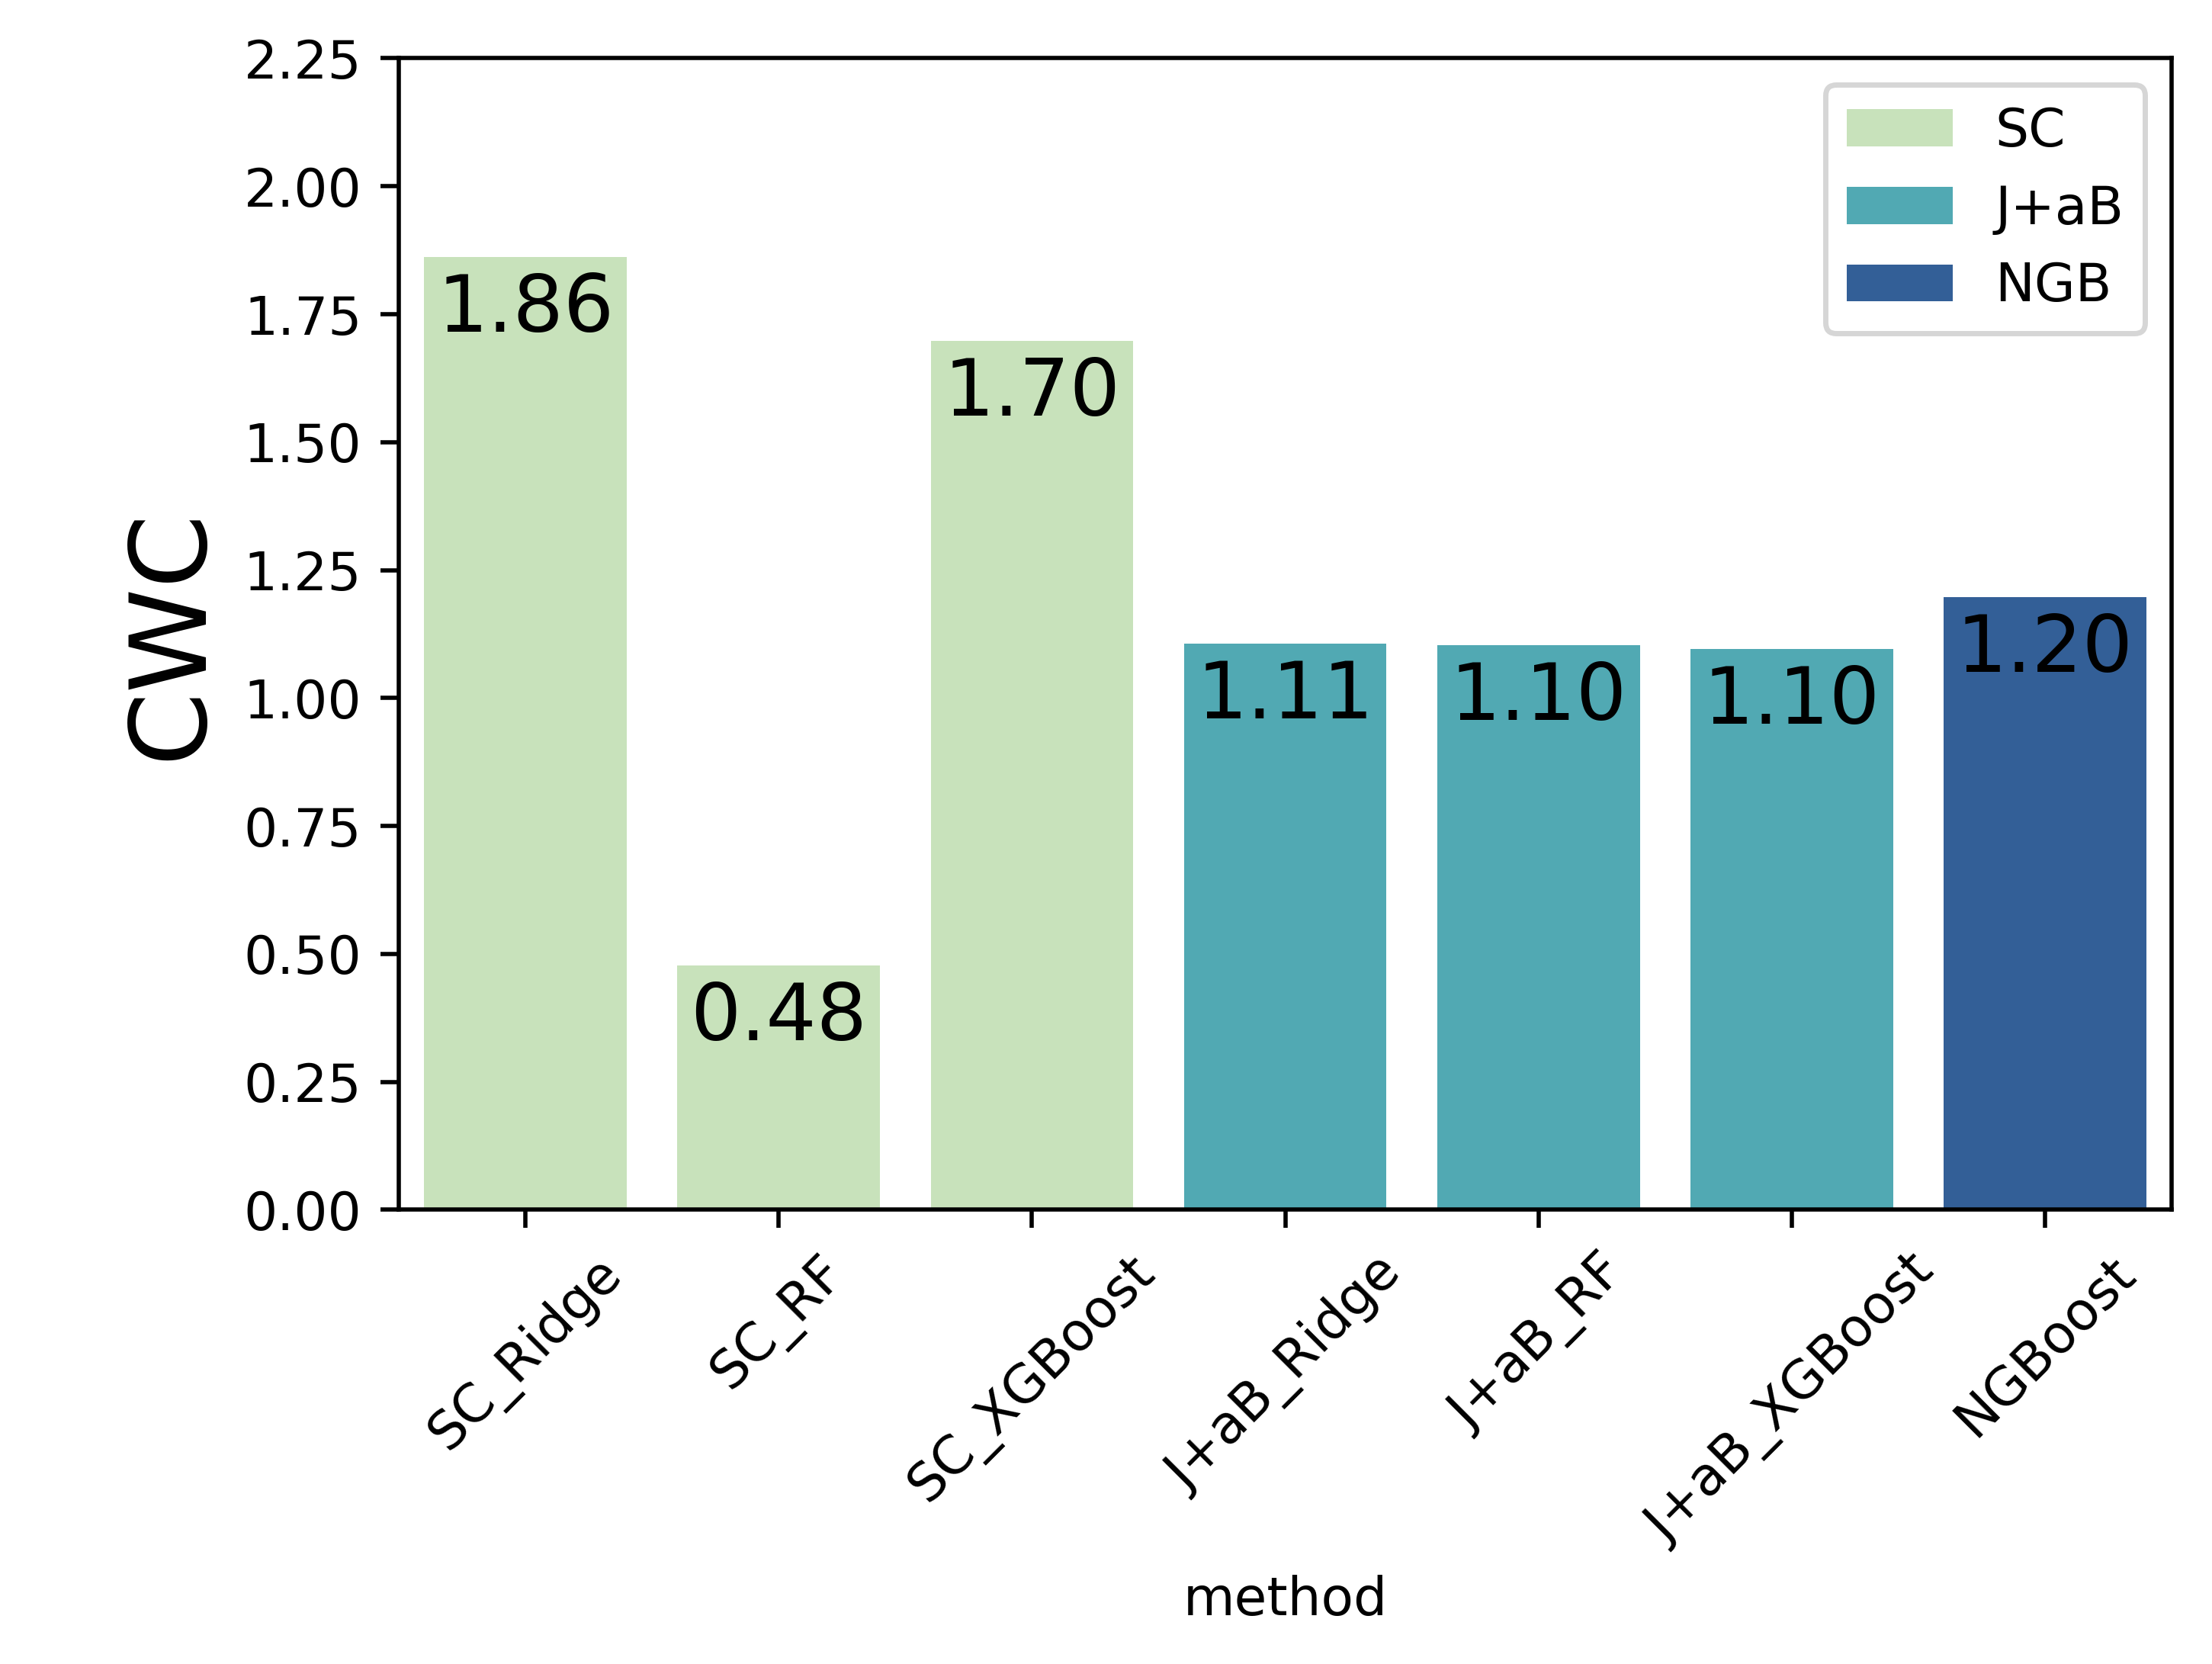 2.25
2.00
1.75
1.50
1.25
1.00
0.75
0.50
0.25
0.00
CWC
SC
J+aB
NGB
1.86
0.48
1.70
1.11
1.10
1.10
1.20
SC_Ridge
SC_RF
SC_XGBoost
J+aB_Ridge
J+aB_RF
J+aB_XGBoost
NGBoost
method